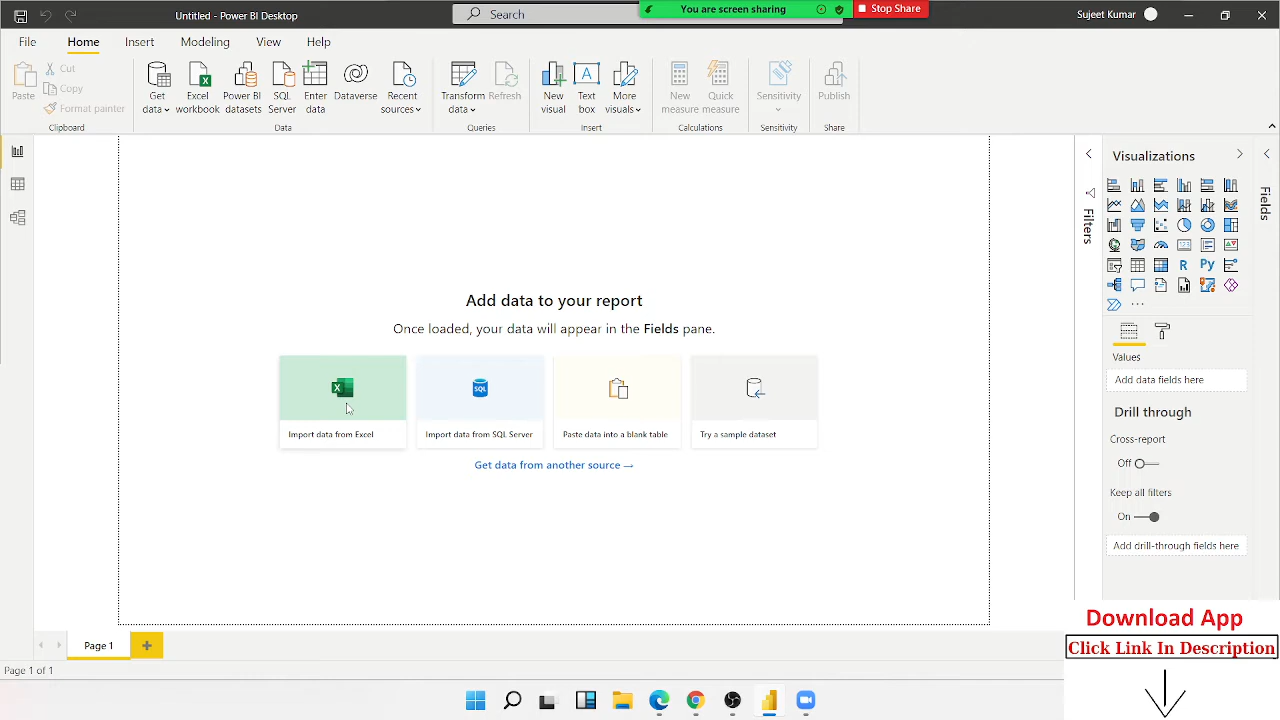 Untitled - Power BI Desktop
Search
You are screen sharing
Stop Share
Sujeet Kumar
File
Home
Insert
Modeling
View
Help
Paste
Cut
Copy
Format painter
Get data
Excel workbook
Power BI datasets
SQL Server
Enter data
Dataverse
Recent sources
Transform data
Refresh
New visual
Text box
More visuals
New measure
Quick measure
Sensitivity
Publish
Clipboard
Data
Queries
Insert
Calculations
Sensitivity
Share
Filters
Visualizations
Fields
R
Py
Add data to your report
Once loaded, your data will appear in the Fields pane.
SQL
Import data from Excel
Import data from SQL Server
Paste data into a blank table
Try a sample dataset
Get data from another source →
Values
Add data fields here
Drill through
Cross-report
Off
Keep all filters
On
Add drill-through fields here
Page 1
Page 1 of 1
Download App
Click Link In Description